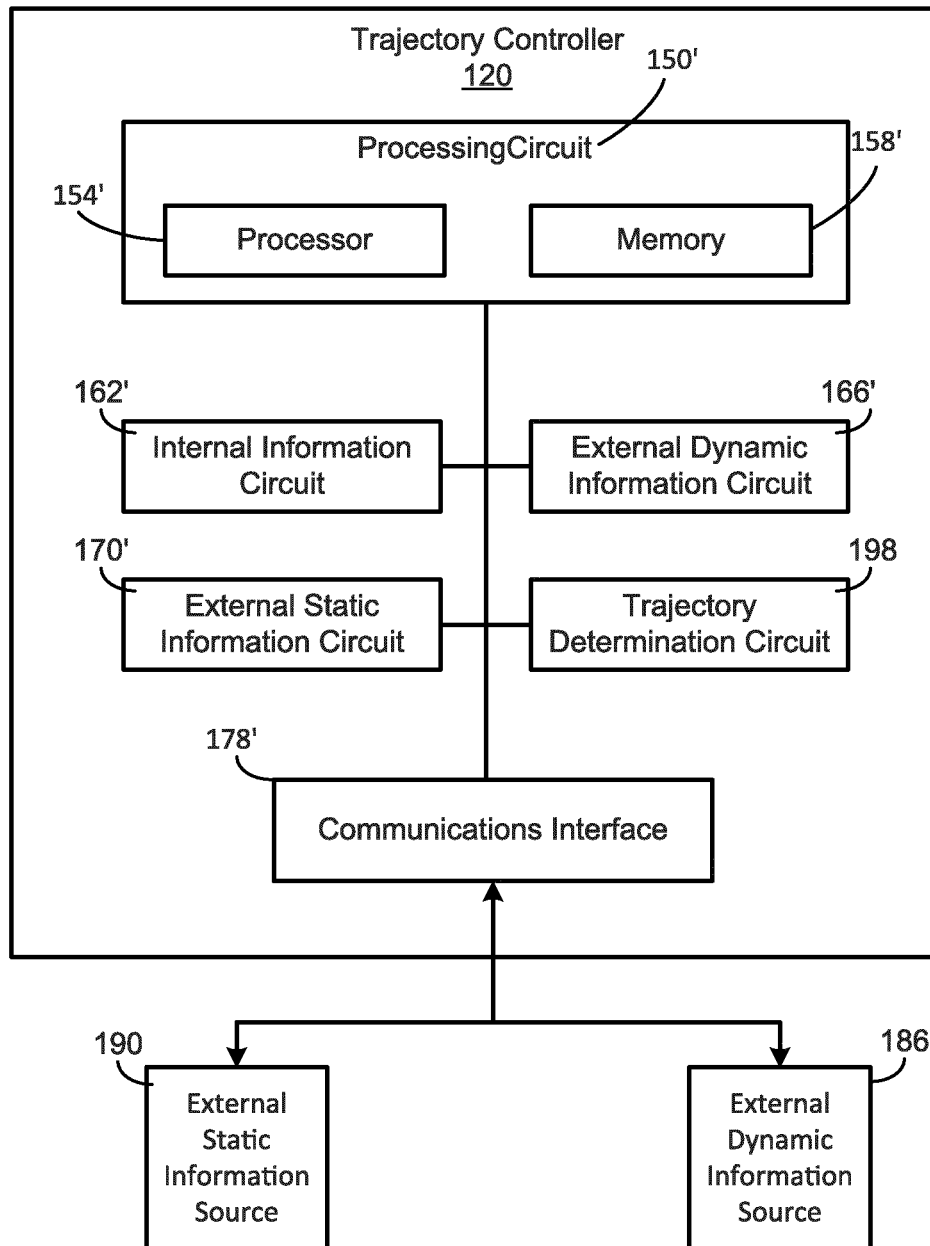 Trajectory Controller
120
150'
ProcessingCircuit
158'
154'
Processor
Memory
162'
166'
Internal Information
Circuit
External Dynamic
Information Circuit
170'
198
External Static
Information Circuit
Trajectory
Determination Circuit
178'
Communications Interface
190
186
External
Static
Information
Source
External
Dynamic
Information
Source